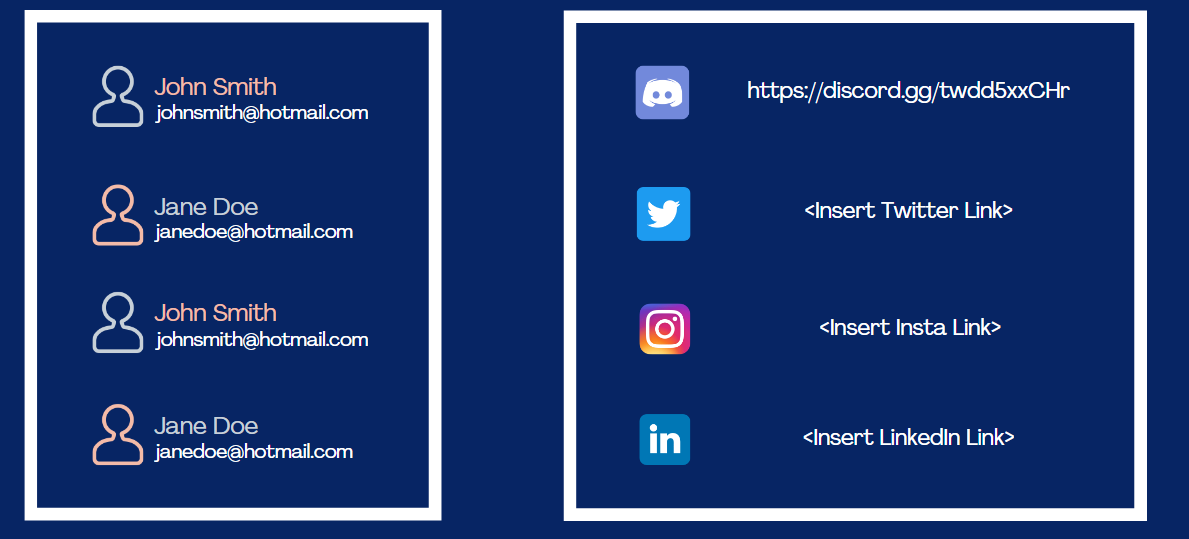 John Smith
johnsmith@hotmail.com
Jane Doe
janedoe@hotmail.com
John Smith
johnsmith@hotmail.com
Jane Doe
janedoe@hotmail.com
https://discord.gg/twdd5xxCHr
<Insert Twitter Link>
<Insert Insta Link>
in
<Insert LinkedIn Link>